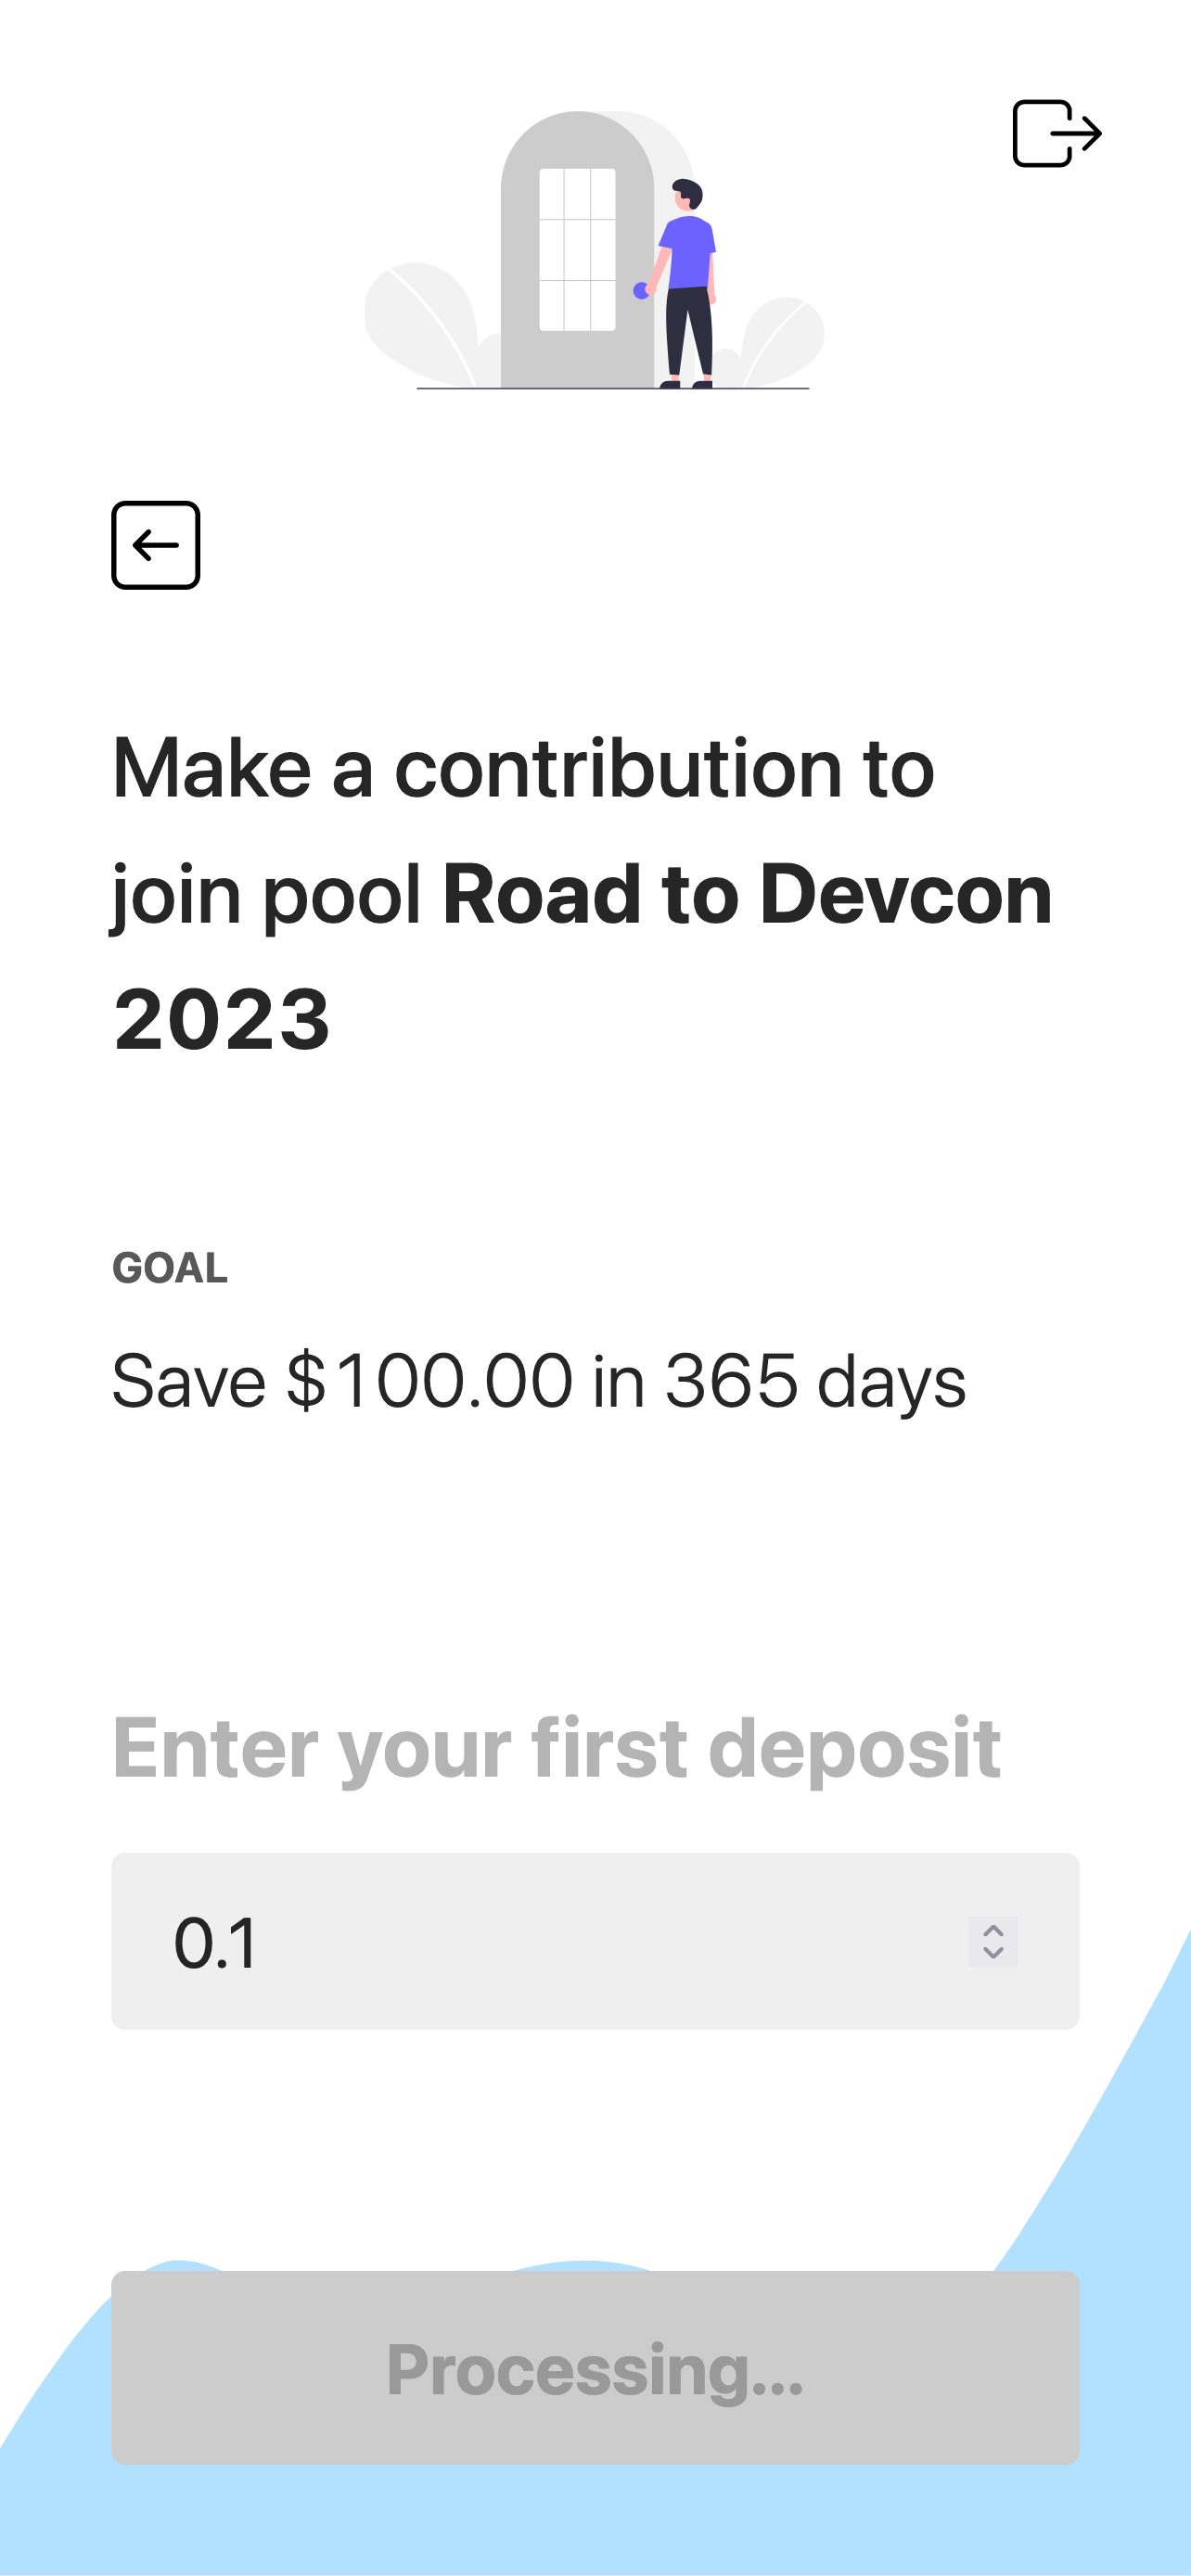 Make a contribution to
join pool Road to Devcon
2023
GOAL
Save $100.00 in 365 days
Enter your first deposit
0.1
Processing...